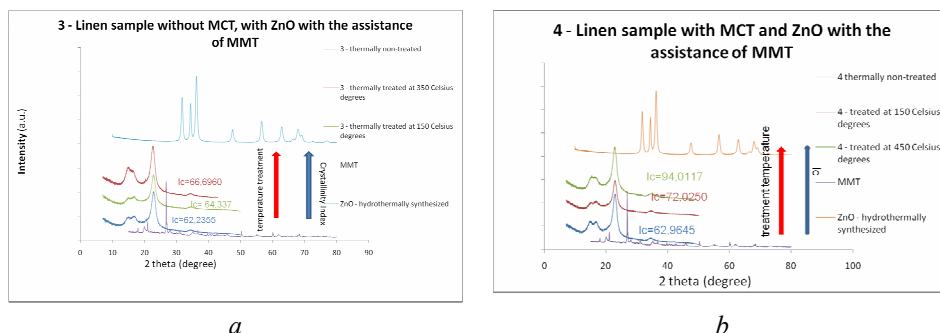 3 - Linen sample without MCT, with ZnO with the assistance
of MMT
3 - thermally non-treated
3 - thermally treated at 350 Celsius
degrees
3 - thermally treated at 150 Celsius
degrees
MMT
ZnO - hydrothermally synthesized
Intensity (a.u.)
Ic=66,6960
Ic = 64,337
Ic=62,2355
temperature treatment
Crystallinity Index
0 10 20 30 40 50 60 70 80 90
2 theta (degree)
a
4 - Linen sample with MCT and ZnO with the
assistance of MMT
4 thermally non-treated
4 - treated at 150 Celsius
degrees
4 - treated at 450 Celsius
degrees
MMT
ZnO - hydrothermally
synthesized
Ic=94,0117
Ic=72,0250
Ic=62,9645
treatment temperature
Ic
0 20 40 60 80 100
2 theta (degree)
b